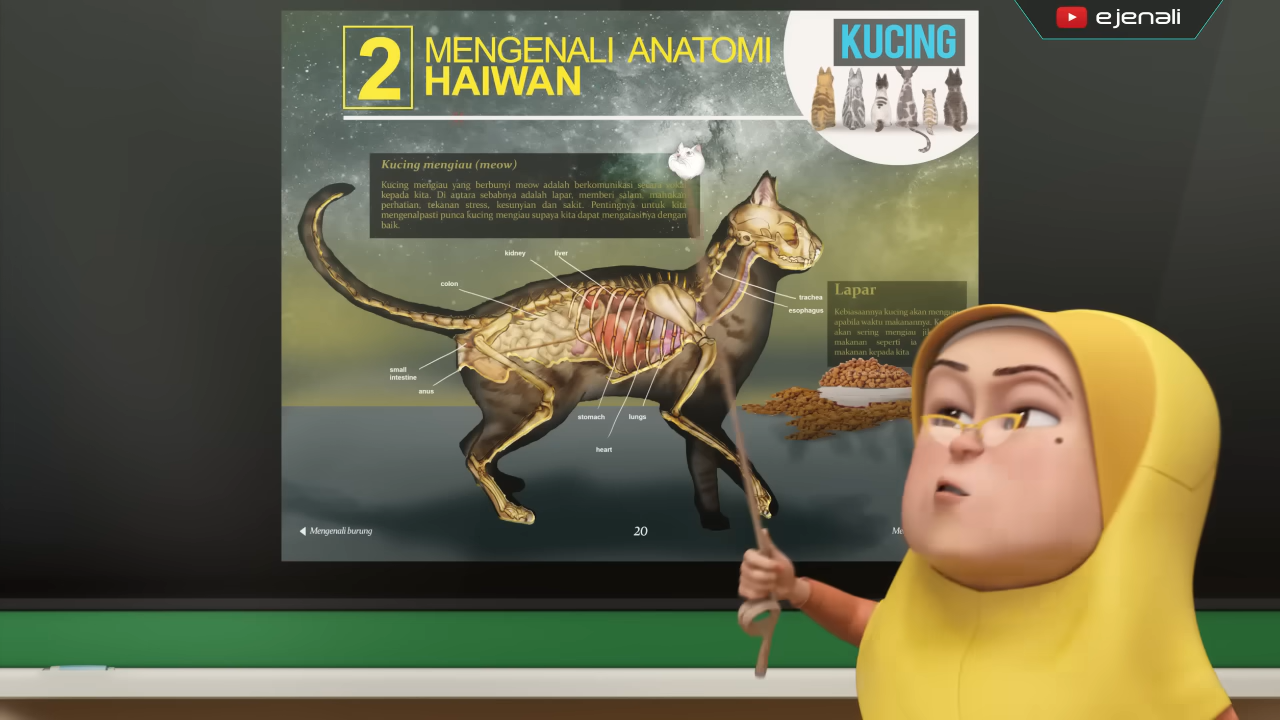 ejenali
KUCING
2 MENGENALI ANATOMI
HAIWAN
Kucing mengiau (meow)
Kucing mengiau yang berbunyi meow adalah berkomunikasi
kepada kita. Di antara sebabnya adalah lapar, memberi salam, mahukan
perhatian, tekanan stress, kesunyian dan sakit. Pentingnya untuk kita
mengenalpasti punca kucing mengiau supaya kita dapat mengatasinya dengan
baik.
kidney
liver
colon
trachea
esophagus
Lapar
Kebiasaannya kucing akan
apabila waktu makanannya.
akan sering mengiau
makanan seperti ia
makanan kepada kita
small
intestine
anus
stomach
lungs
heart
Mengenali burung
20